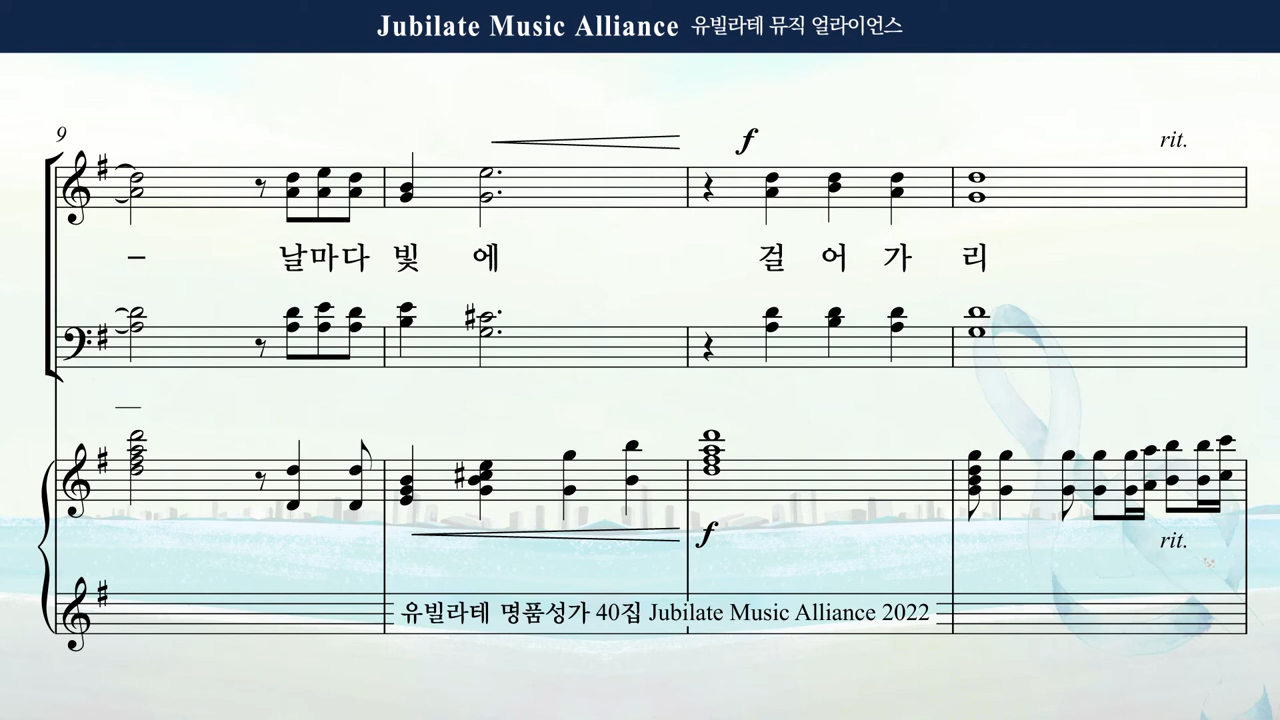 Jubilate Music Alliance 유빌라테 뮤직 얼라이언스
9
f
rit.
– 날마다 빛 에 걸 어 가 리
f
rit.
유빌라테 명품성가 40집 Jubilate Music Alliance 2022